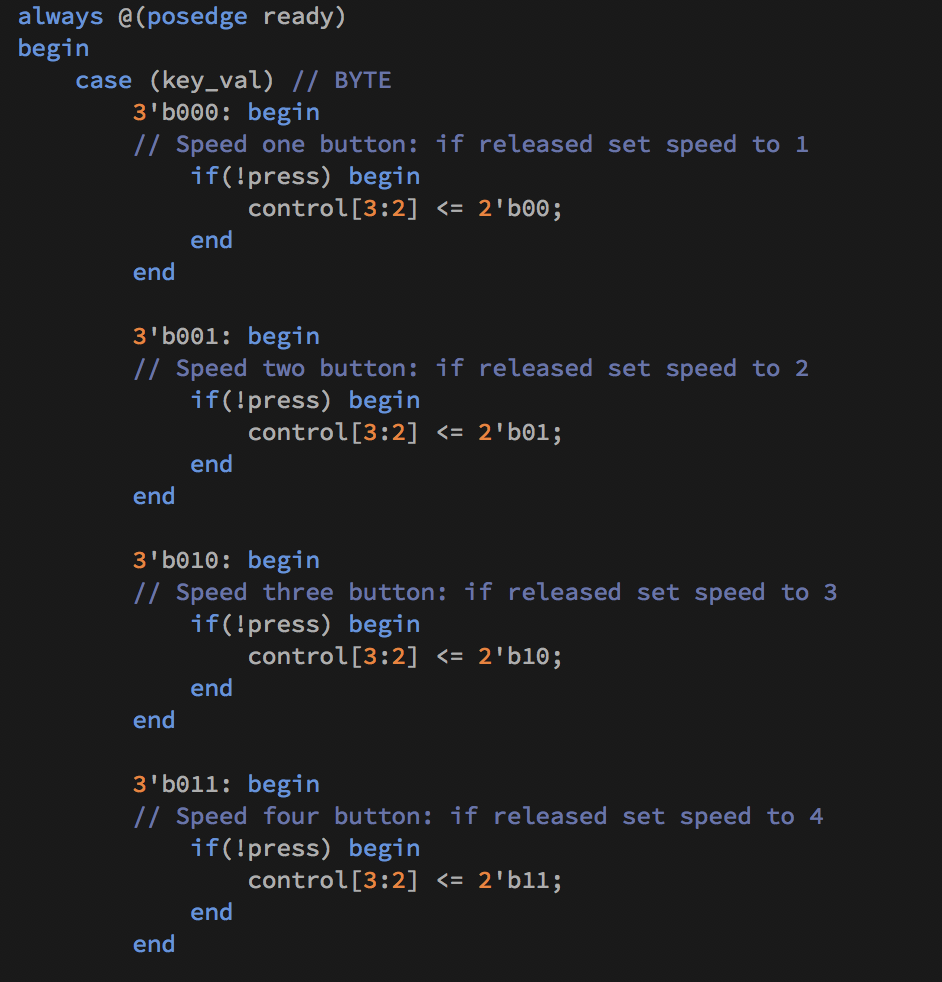 always @(posedge ready)
begin
    case (key_val) // BYTE
        3'b000: begin
        // Speed one button: if released set speed to 1
            if(!press) begin
                control[3:2] <= 2'b00;
            end
        end

        3'b001: begin
        // Speed two button: if released set speed to 2
            if(!press) begin
                control[3:2] <= 2'b01;
            end
        end

        3'b010: begin
        // Speed three button: if released set speed to 3
            if(!press) begin
                control[3:2] <= 2'b10;
            end
        end

        3'b011: begin
        // Speed four button: if released set speed to 4
            if(!press) begin
                control[3:2] <= 2'b11;
            end
        end